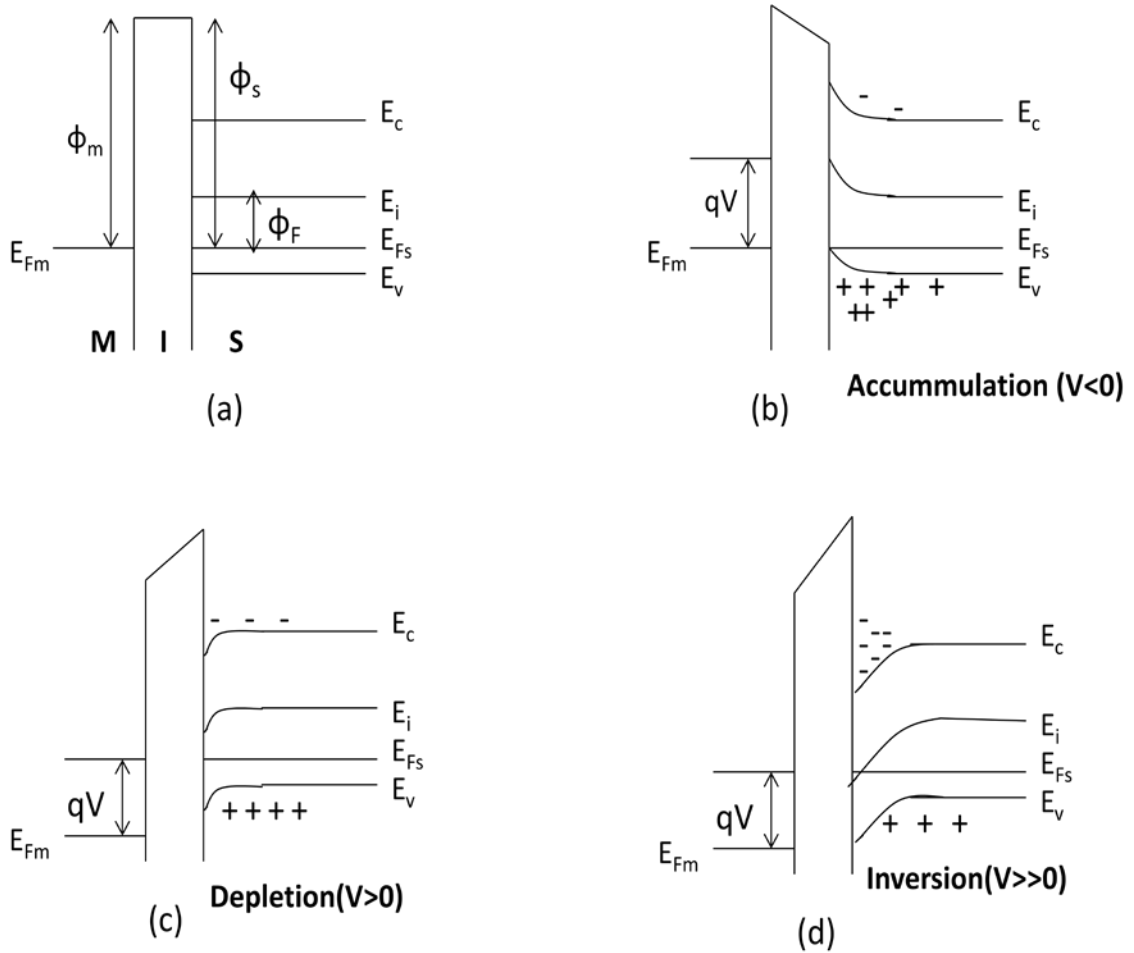 ϕm
ϕs
Ec
Ei
ϕF
EFs
EFm
Ev
M I S
(a)
- -
Ec
qV
Ei
EFm
EFs
Ev
+ + + + +
++
Accummulation (V<0)
(b)
- - -
Ec
Ei
EFs
qV
Ev
+ + + +
EFm
Depletion(V>0)
(c)
-
--
- -
-
-
Ec
Ei
EFs
qV
Ev
+ + +
EFm
Inversion(V>>0)
(d)